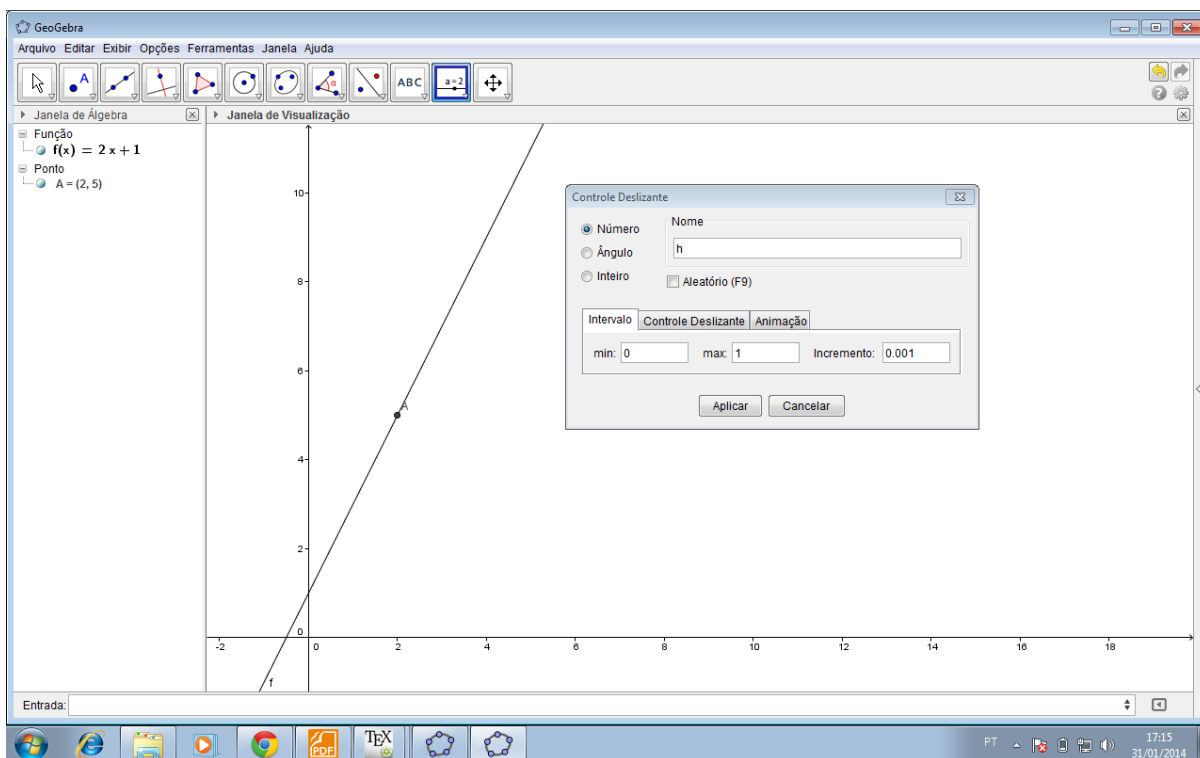 GeoGebra
Arquivo Editar Exibir Opções Ferramentas Janela Ajuda
A
α
ABC
a=2
Janela de Álgebra
Janela de Visualização
Função
f(x) = 2 x + 1
Ponto
A = (2, 5)
10
8
6
4
2
0
-2
0
2
4
6
8
10
12
14
16
18
A
f
Controle Deslizante
Número
Ângulo
Inteiro
Nome
h
Aleatório (F9)
Intervalo
Controle Deslizante
Animação
min: 0
max: 1
Incremento: 0.001
Aplicar
Cancelar
Entrada:
PDF
TEX
PT
17:15
31/01/2014